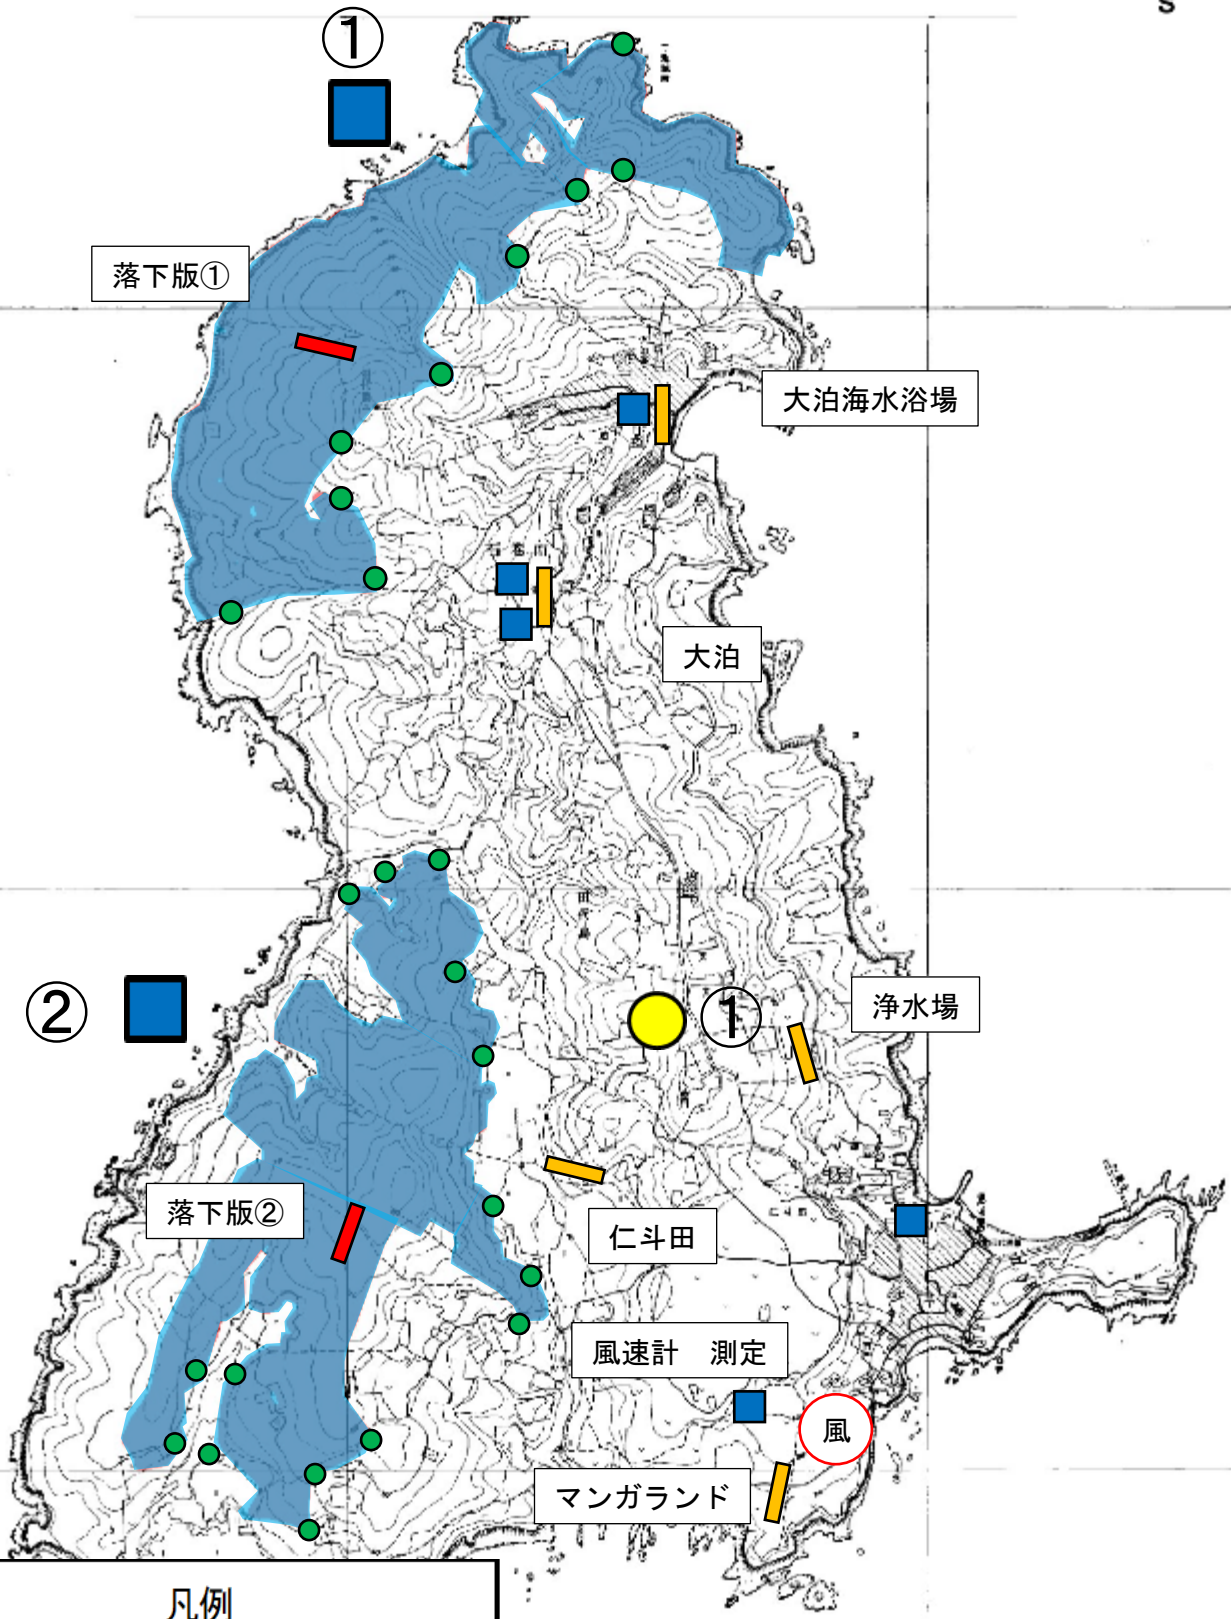 S
①
落下版①
大泊海水浴場
大泊
浄水場
②
①
落下版②
仁斗田
風速計　測定
風
マンガランド
凡例